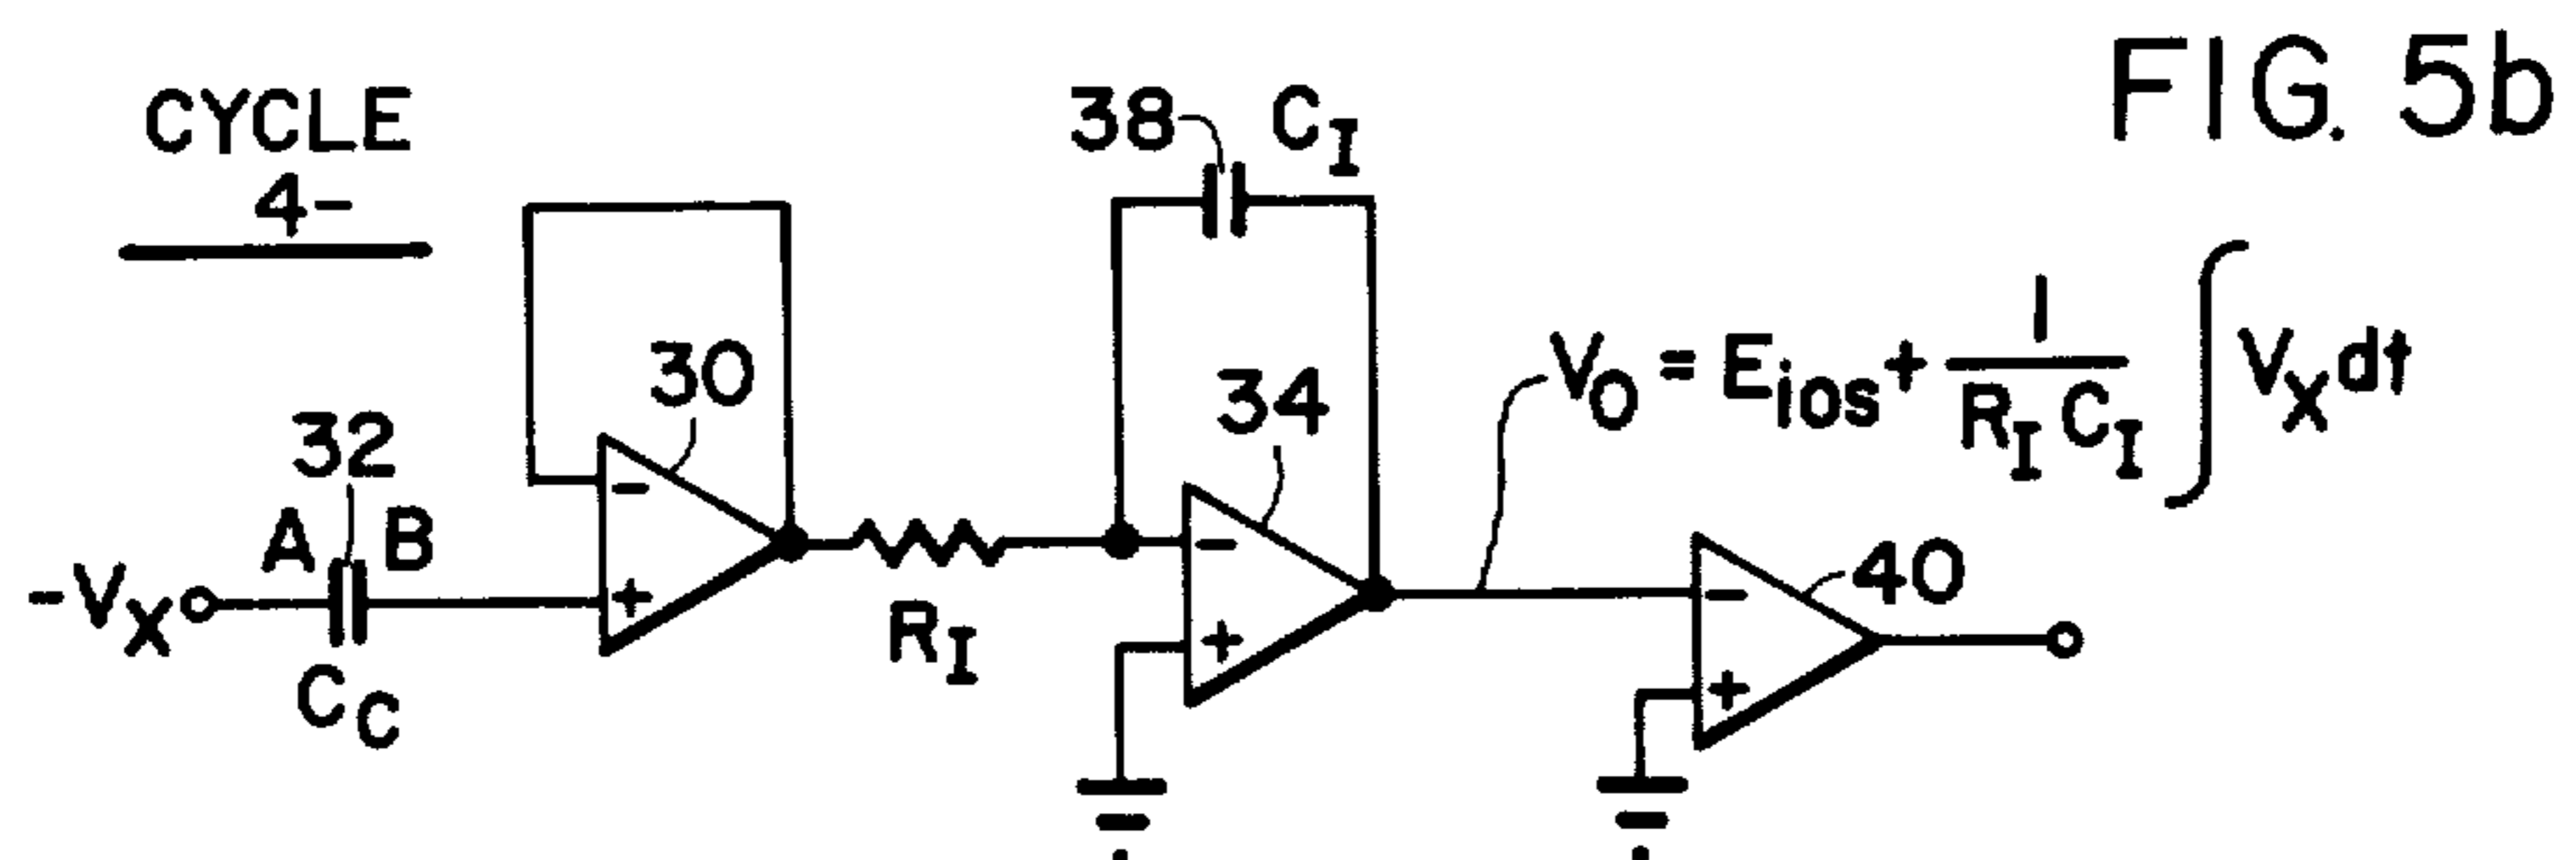 FIG. 5b
CYCLE
4-
38
C_I
30
34
V_O = E_ios + 1/(R_I C_I) ∫ V_X dt
32
A
B
-V_X
C_C
-
+
R_I
-
+
40
-
+